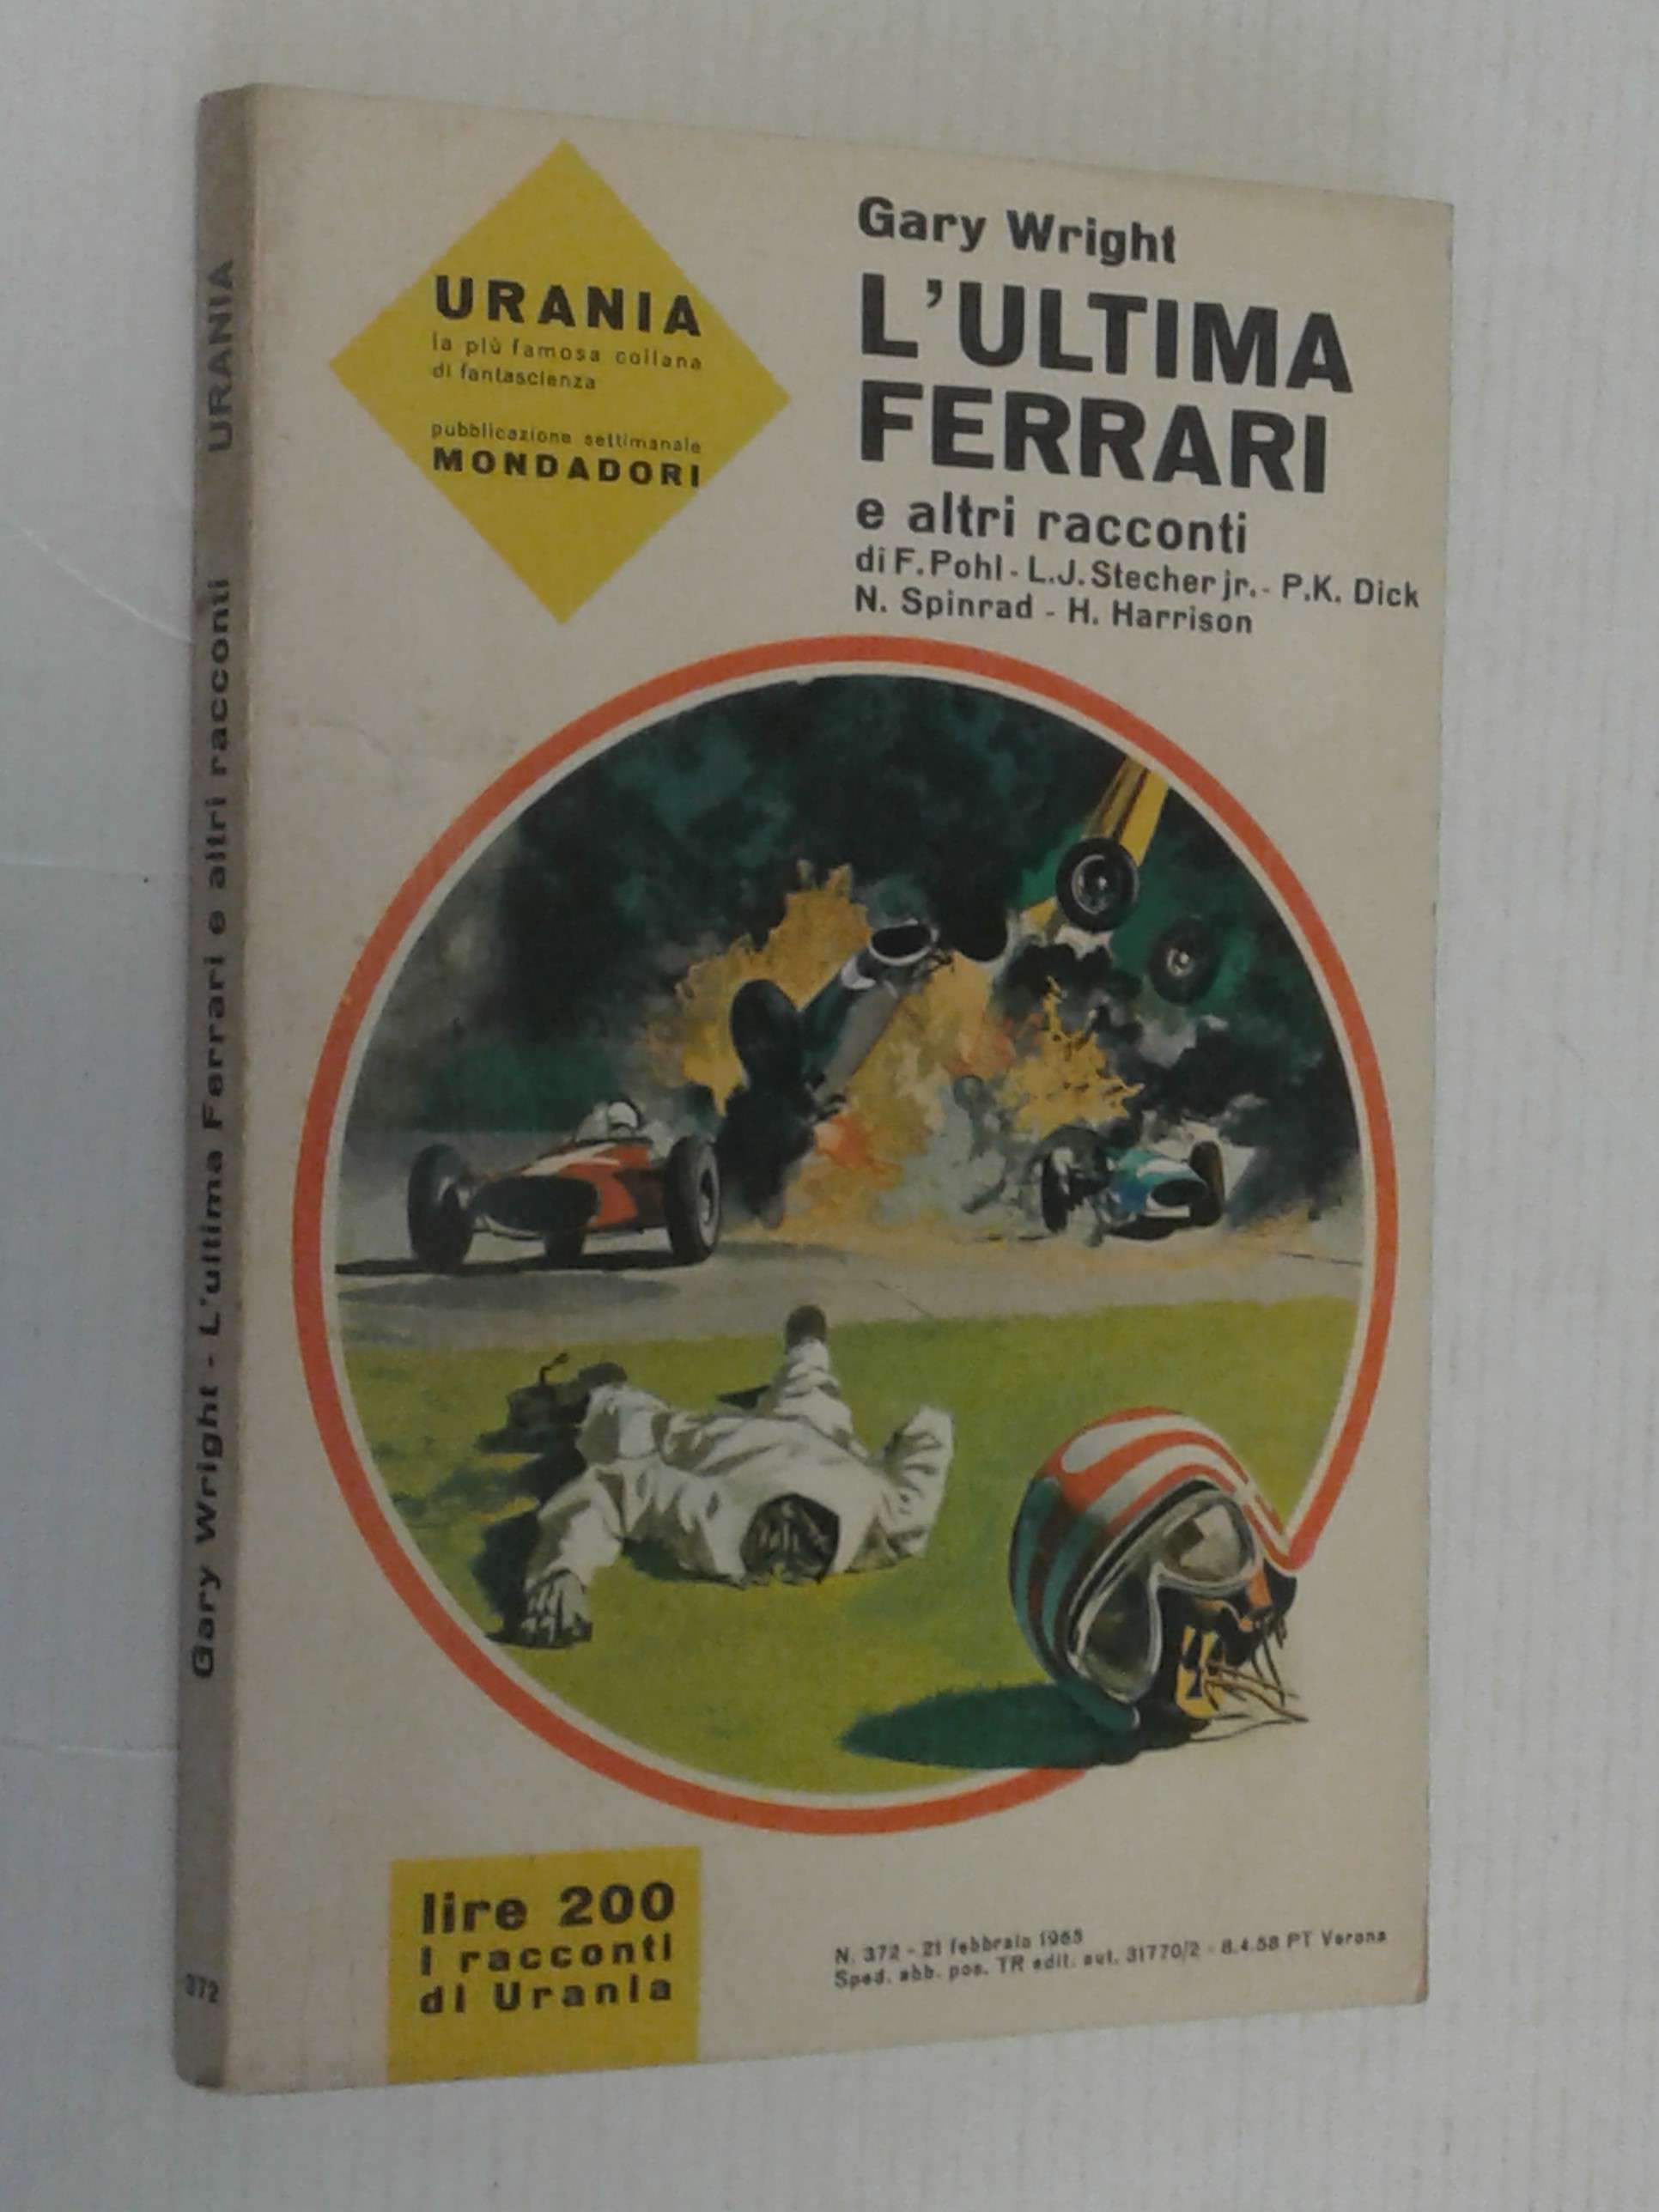 URANIA
la più famosa collana
di fantascienza
pubblicazione settimanale
MONDADORI
Gary Wright
L'ULTIMA
FERRARI
e altri racconti
di F. Pohl - L.J. Stecher jr. - P.K. Dick
N. Spinrad - H. Harrison
lire 200
I racconti
di Urania
N. 372 - 21 febbraio 1965
Sped. abb. pos. TR edit. aut. 31770/2 - 8.4.58 PT Verona
372 Gary Wright - L'ultima Ferrari e altri racconti URANIA